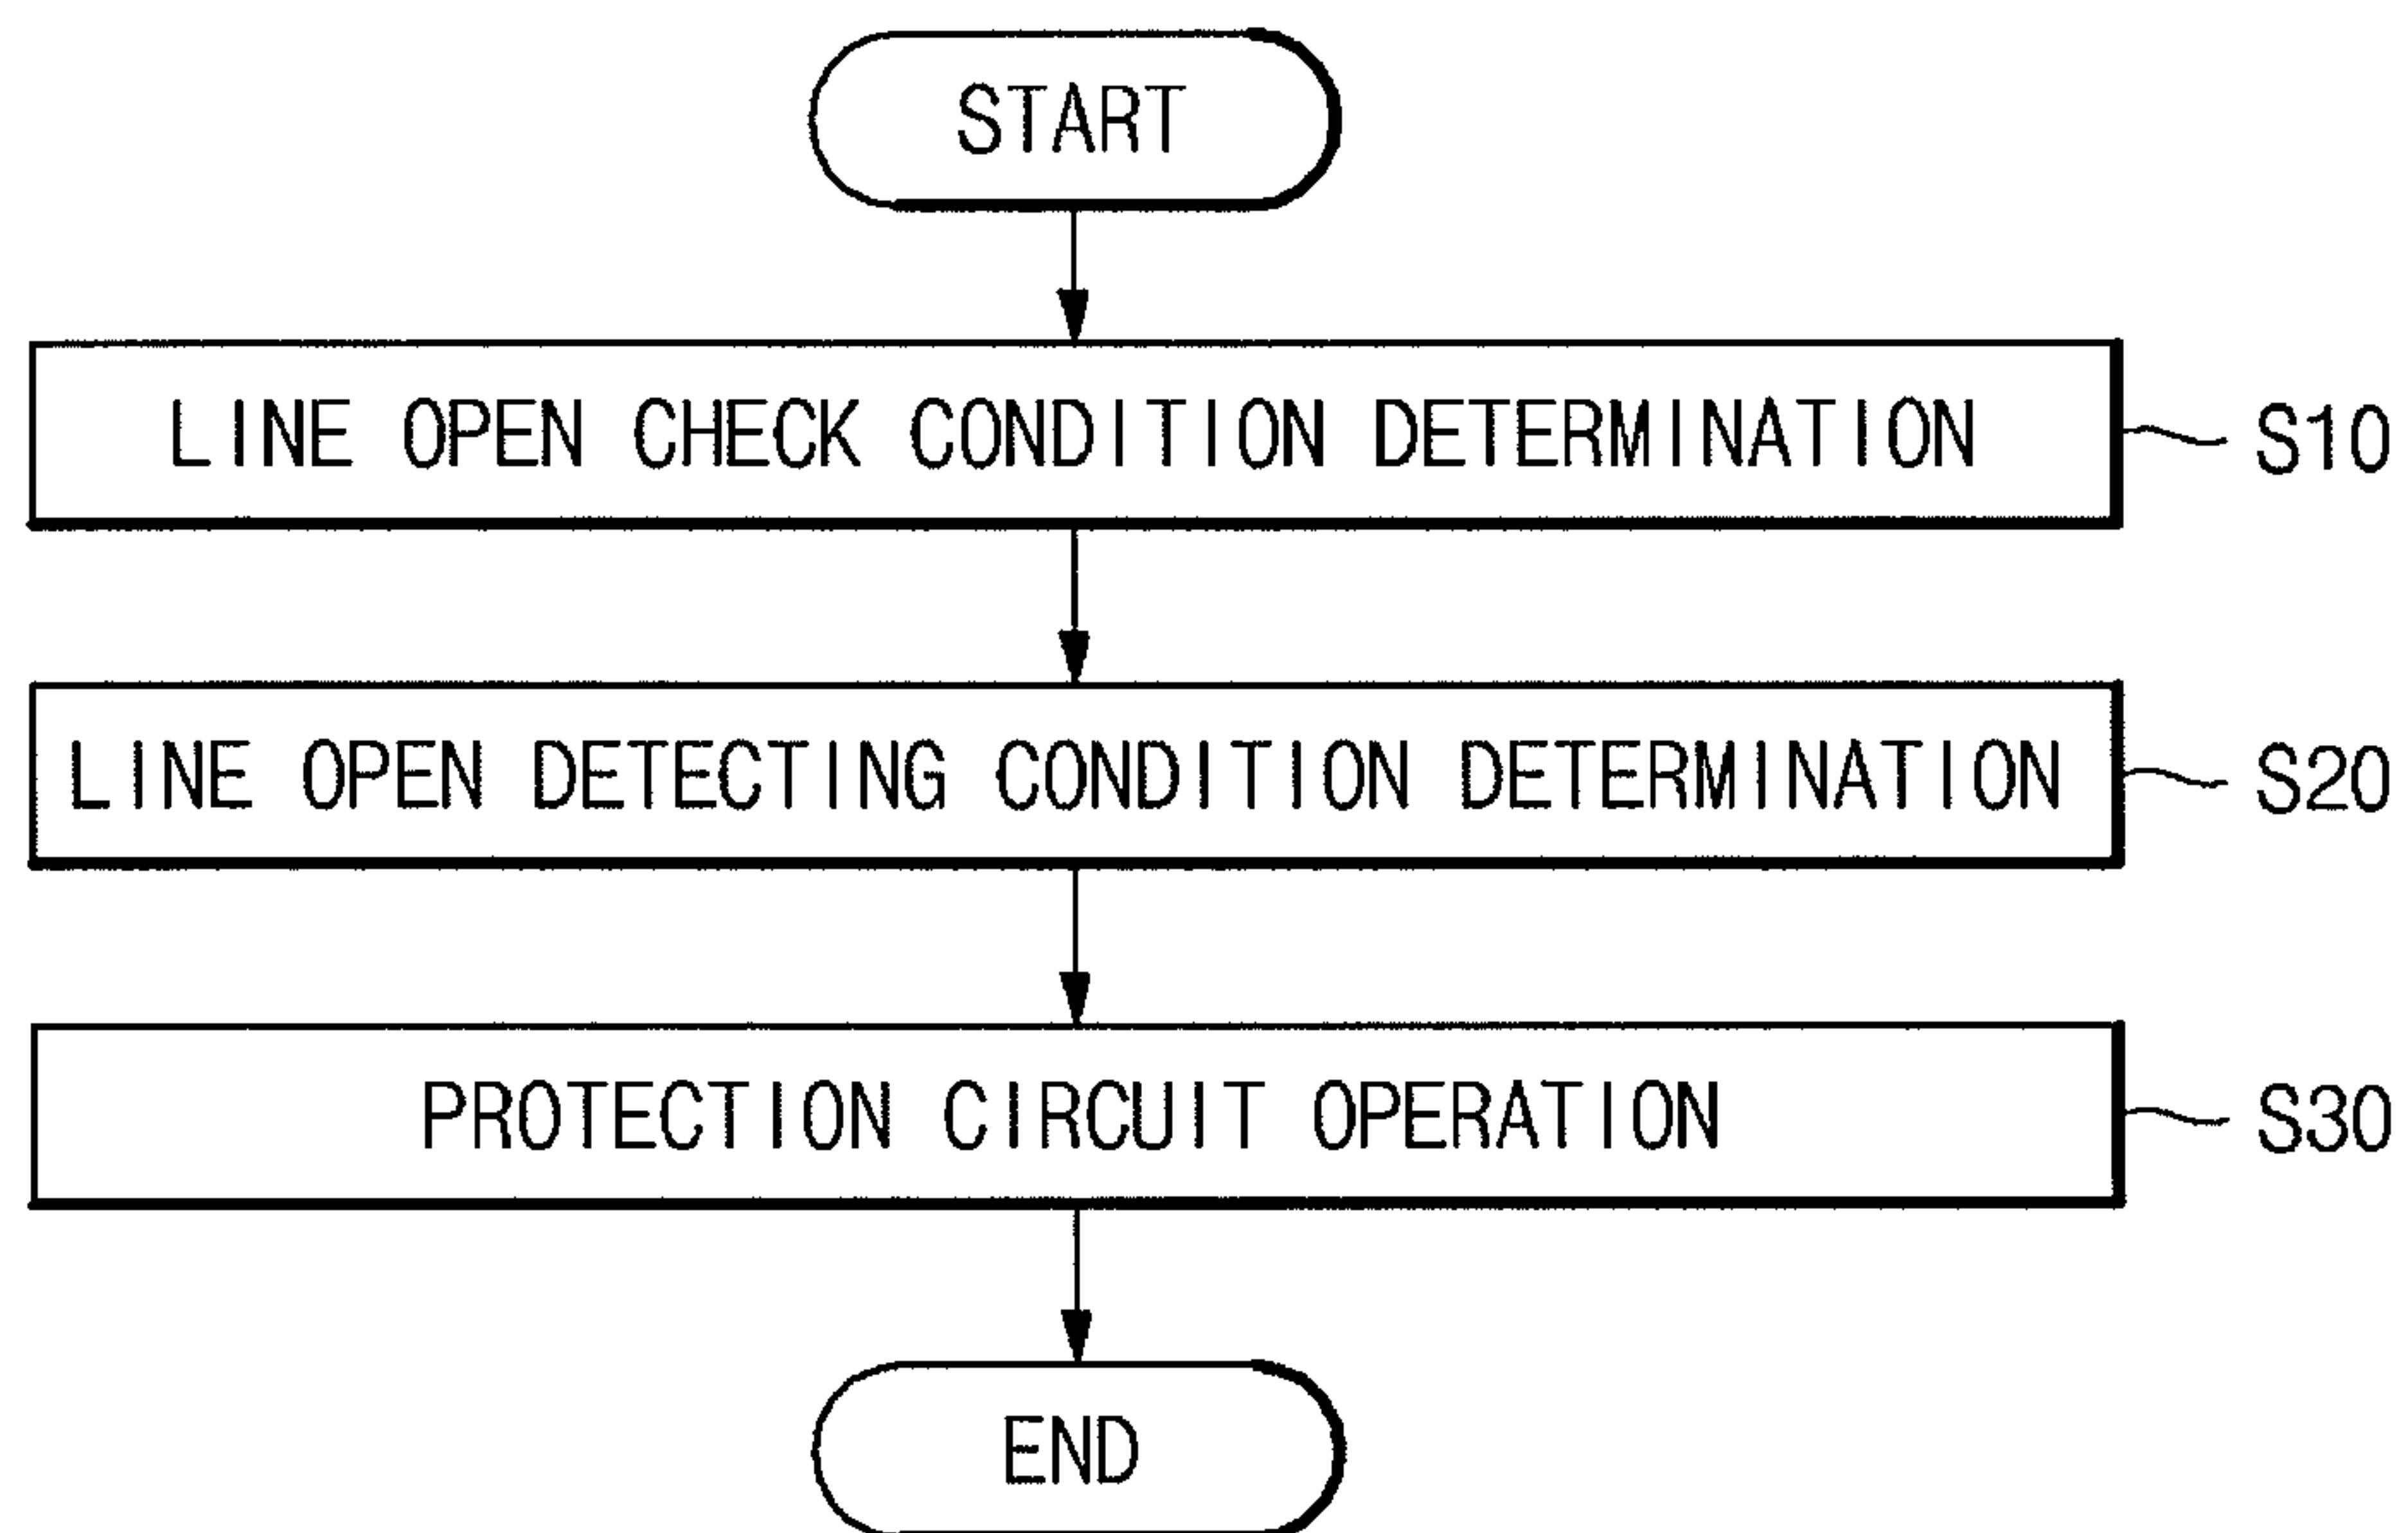 START
LINE OPEN CHECK CONDITION DETERMINATION
S10
LINE OPEN DETECTING CONDITION DETERMINATION
S20
PROTECTION CIRCUIT OPERATION
S30
END